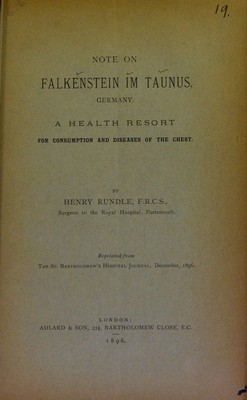 19.
NOTE ON
FALKENSTEIN IM TAUNUS,
GERMANY.
A HEALTH RESORT
FOR CONSUMPTION AND DISEASES OF THE CHEST.
BY
HENRY RUNDLE, F.R.C.S.,
Surgeon to the Royal Hospital, Portsmouth.
Reprinted from
THE ST. BARTHOLOMEW'S HOSPITAL JOURNAL, December, 1896.
LONDON:
ADLARD & SON, 22½, BARTHOLOMEW CLOSE, E.C.
1896.